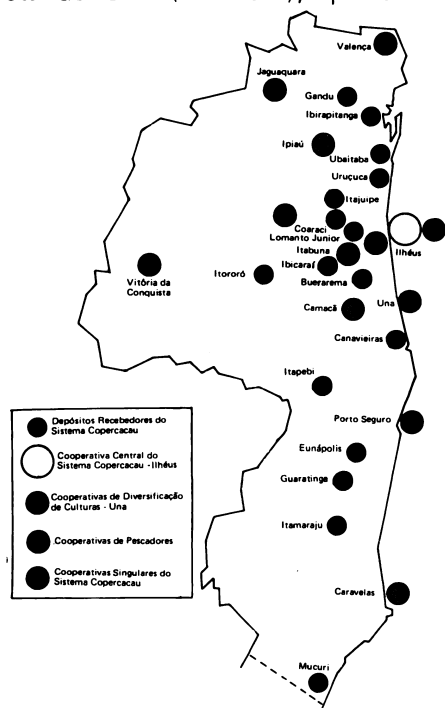 Valença
Jaguaquara
Gandu
Ibirapitanga
Ipiaú
Ubaitaba
Uruçuca
Itajuipe
Coaraci
Lomanto Junior
Ilhéus
Itabuna
Ibicaraí
Itororó
Vitória da
Conquista
Buerarema
Una
Camacã
Canavieiras
Itapebi
Porto Seguro
Eunápolis
Guaratinga
Itamaraju
Caravelas
Mucuri
Depósitos Recebedores do
Sistema Copercacau
Cooperativa Central do
Sistema Copercacau - Ilhéus
Cooperativas de Diversificação
de Culturas - Una
Cooperativas de Pescadores
Cooperativas Singulares do
Sistema Copercacau